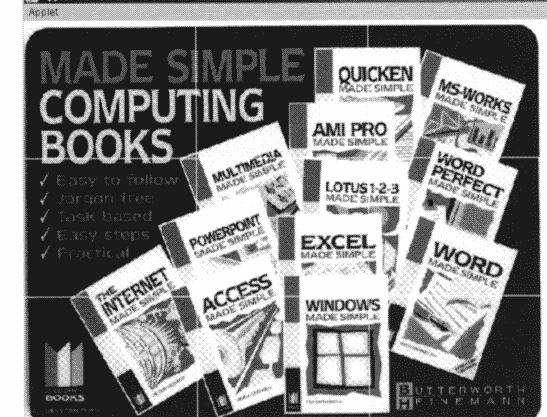 Applet
MADE SIMPLE
COMPUTING
BOOKS
✓ Easy to follow
✓ Jargon free
✓ Task based
✓ Easy steps
✓ Practical
QUICKEN
MADE SIMPLE
MS-WORKS
MADE SIMPLE
AMI PRO
MADE SIMPLE
MULTIMEDIA
MADE SIMPLE
LOTUS 1-2-3
MADE SIMPLE
WORD
PERFECT
MADE SIMPLE
POWERPOINT
MADE SIMPLE
EXCEL
MADE SIMPLE
WORD
MADE SIMPLE
THE
INTERNET
MADE SIMPLE
ACCESS
MADE SIMPLE
WINDOWS
MADE SIMPLE
BOOKS
BUTTERWORTH
HEINEMANN